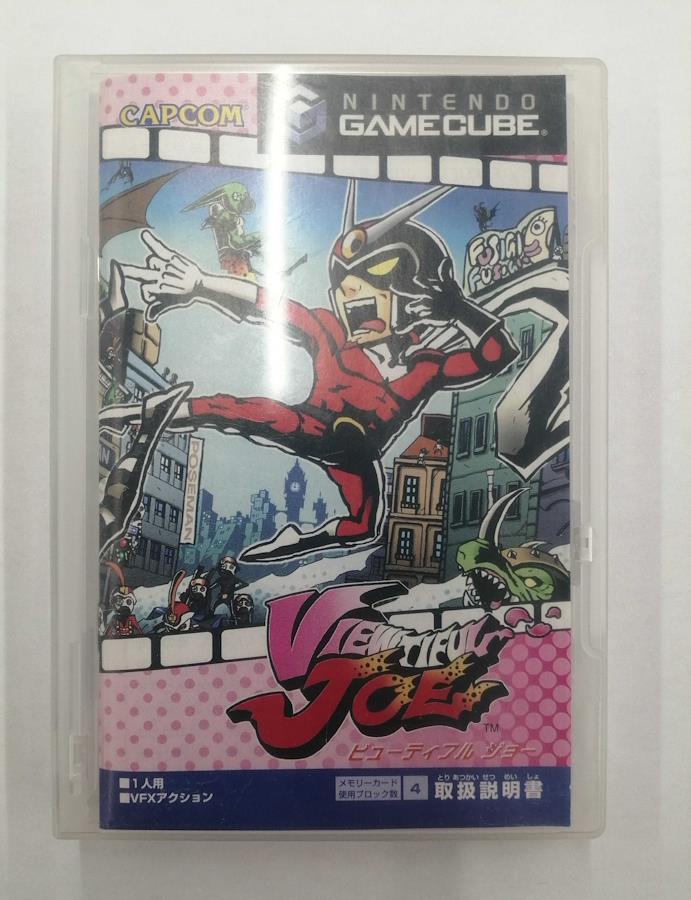 CAPCOM
NINTENDO
GAMECUBE®
FUSIGI
FUSIGI
POSEMAN
VIEWTIFUL
JOE
TM
ビューティフル ジョー
■1人用
■VFXアクション
メモリーカード
使用ブロック数
4
とり あつかい せつ めい しょ
取扱説明書